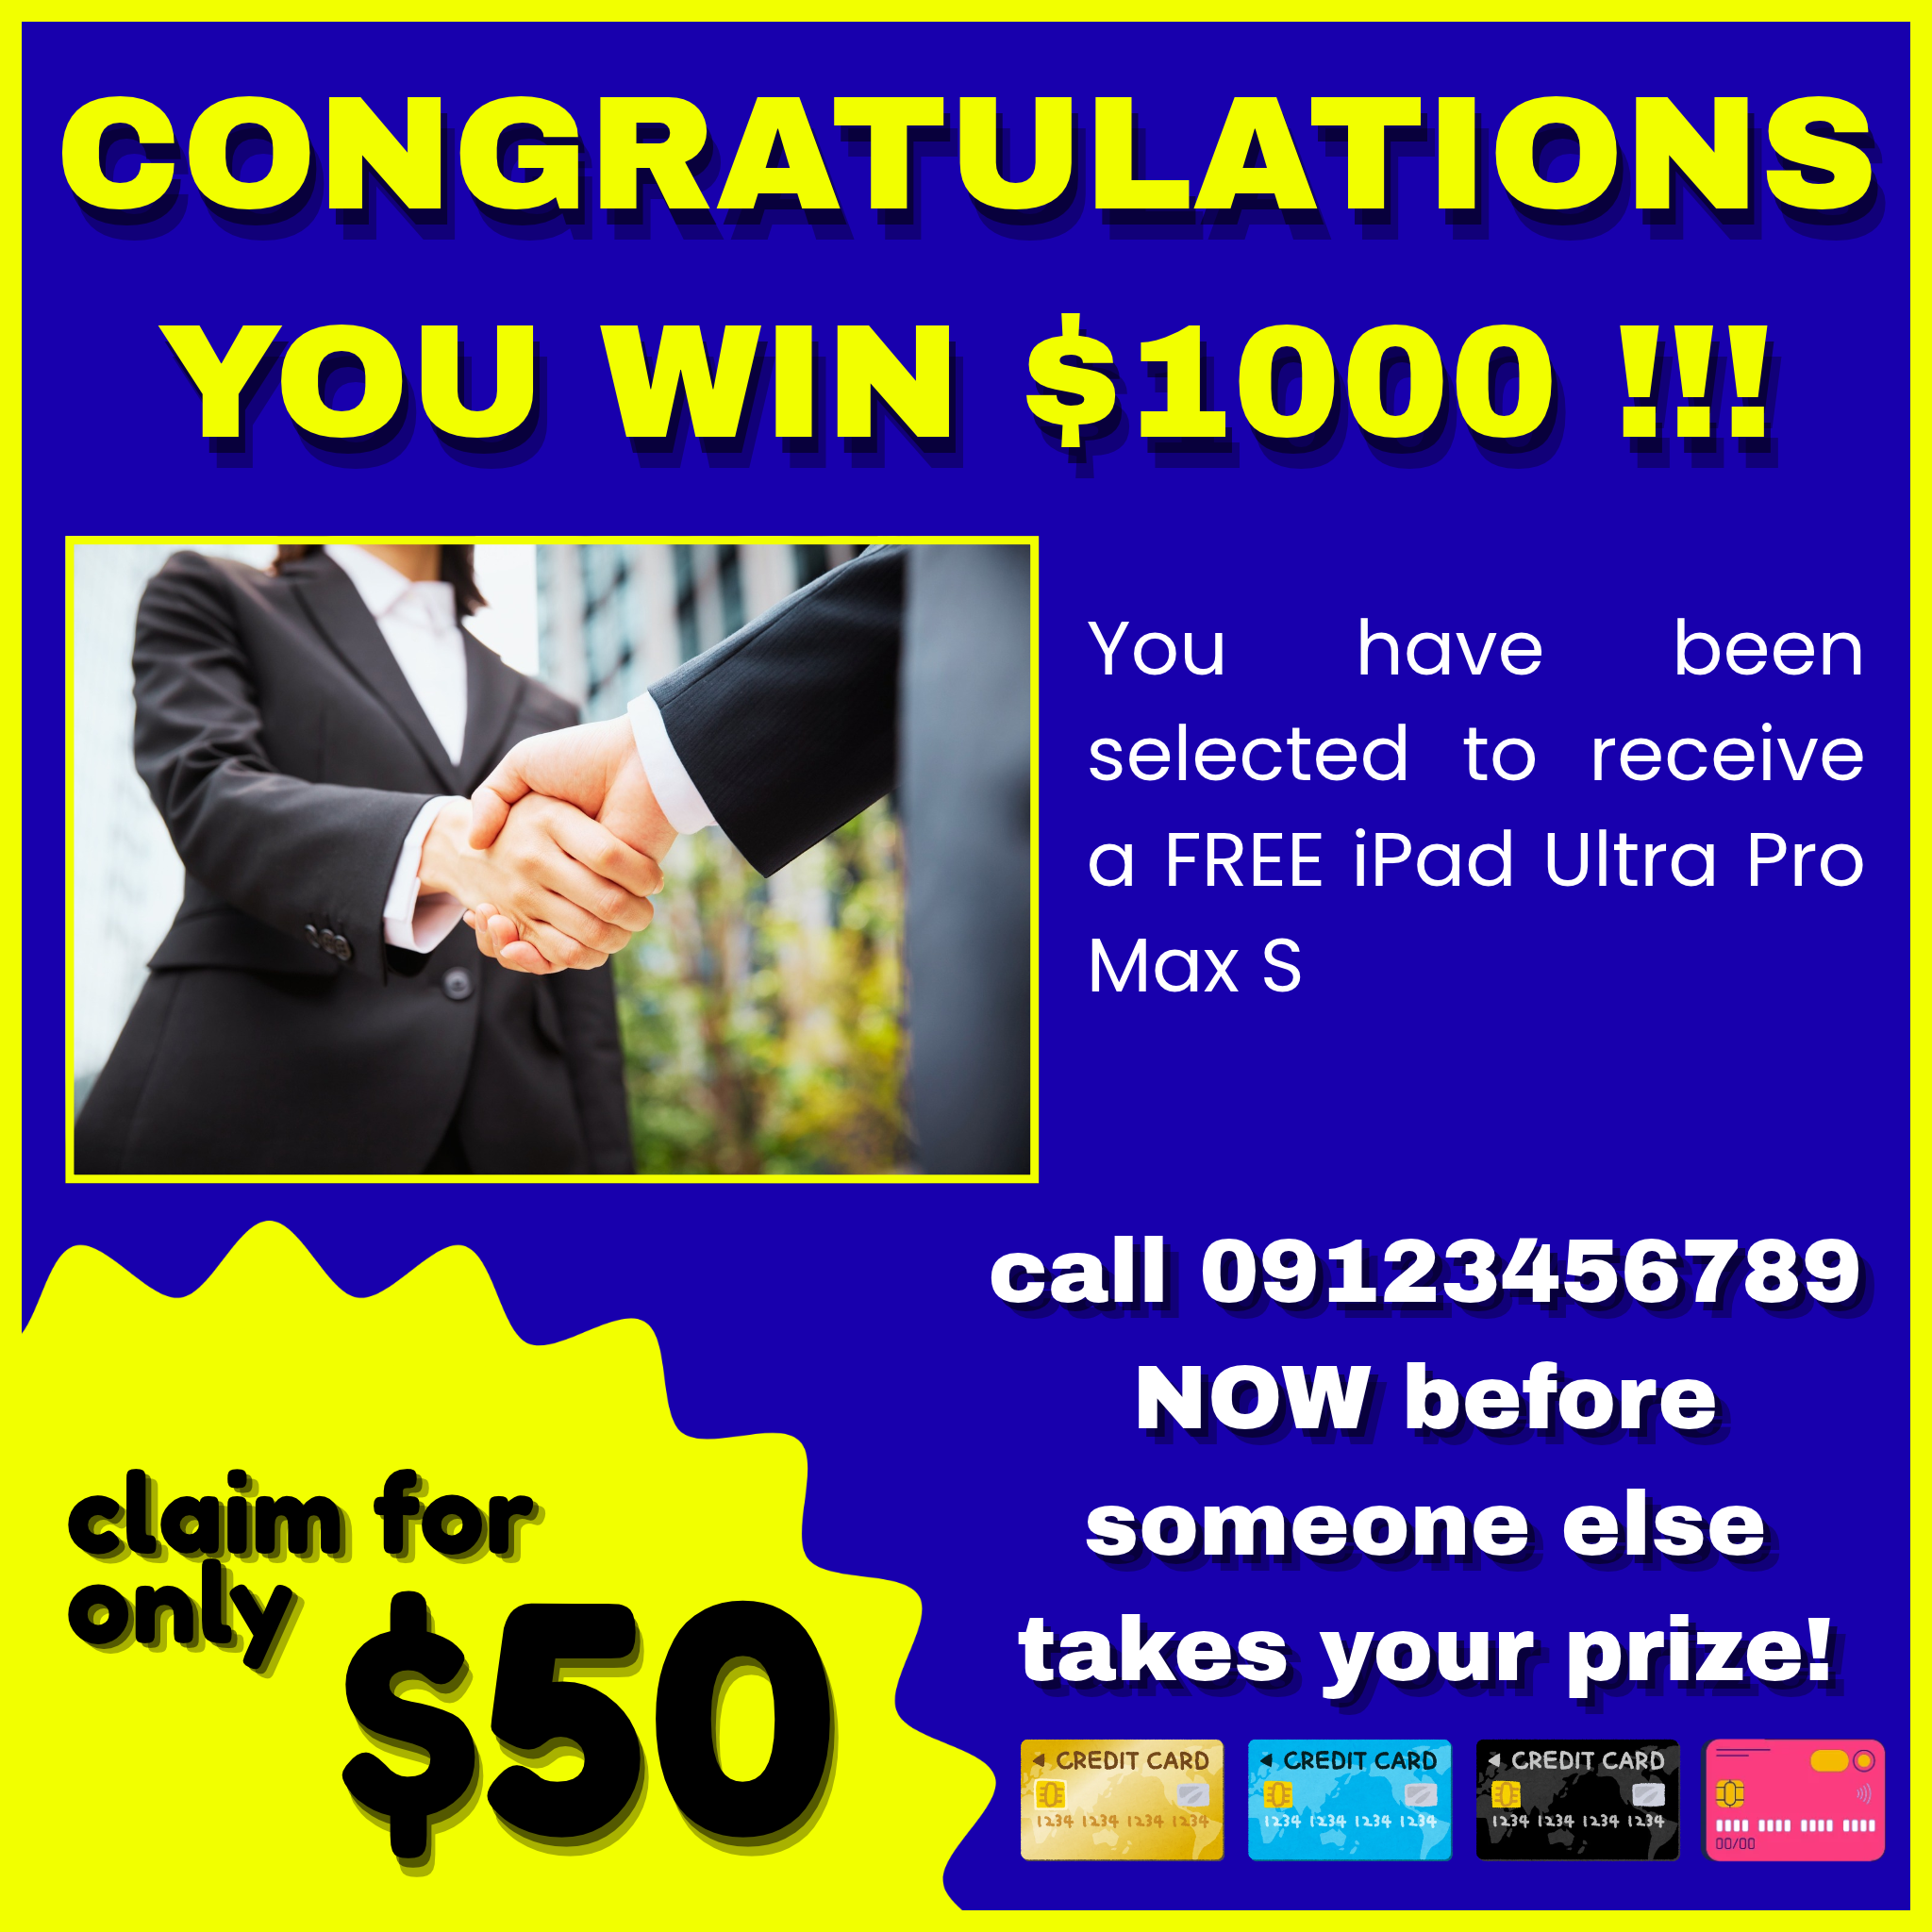 CONGRATULATIONS
YOU WIN $1000 !!!
You have been
selected to receive
a FREE iPad Ultra Pro
Max S
call 09123456789
NOW before
someone else
takes your prize!
claim for
only
$50
CREDIT CARD
1234 1234 1234 1234
CREDIT CARD
1234 1234 1234 1234
CREDIT CARD
1234 1234 1234 1234
00/00